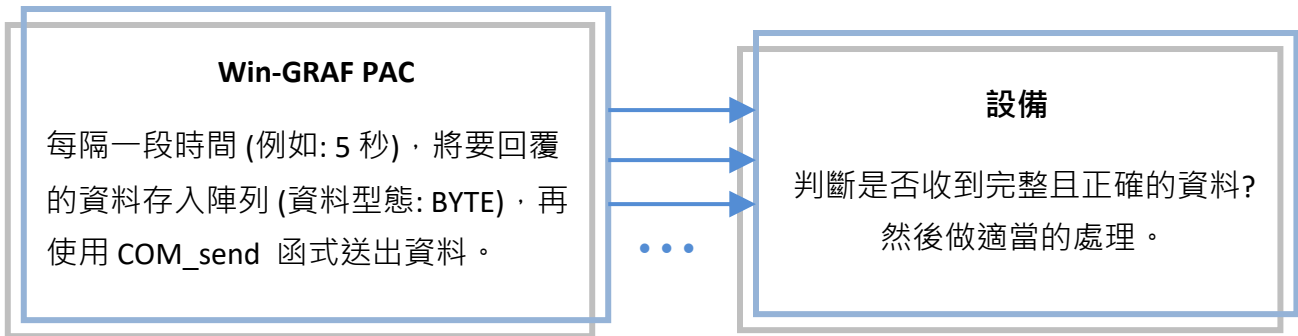 Win-GRAF PAC
每隔一段時間 (例如: 5 秒)，將要回覆
的資料存入陣列 (資料型態: BYTE)，再
使用 COM_send 函式送出資料。
...
設備
判斷是否收到完整且正確的資料?
然後做適當的處理。